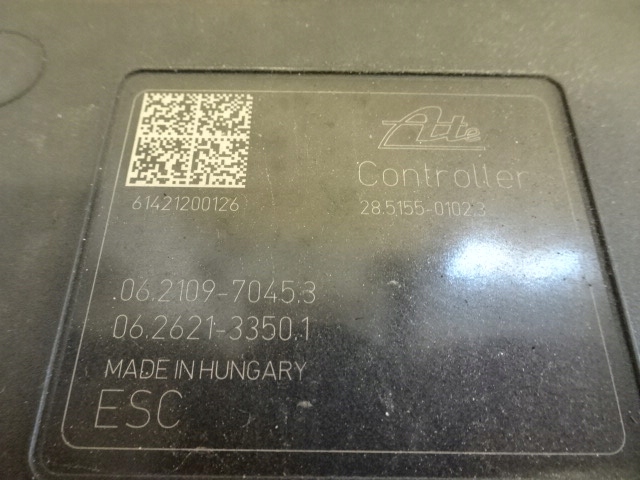 Ate
Controller
61421200126
28.5155-0102.3
.06.2109-7045.3
06.2621-3350.1
MADE IN HUNGARY
ESC